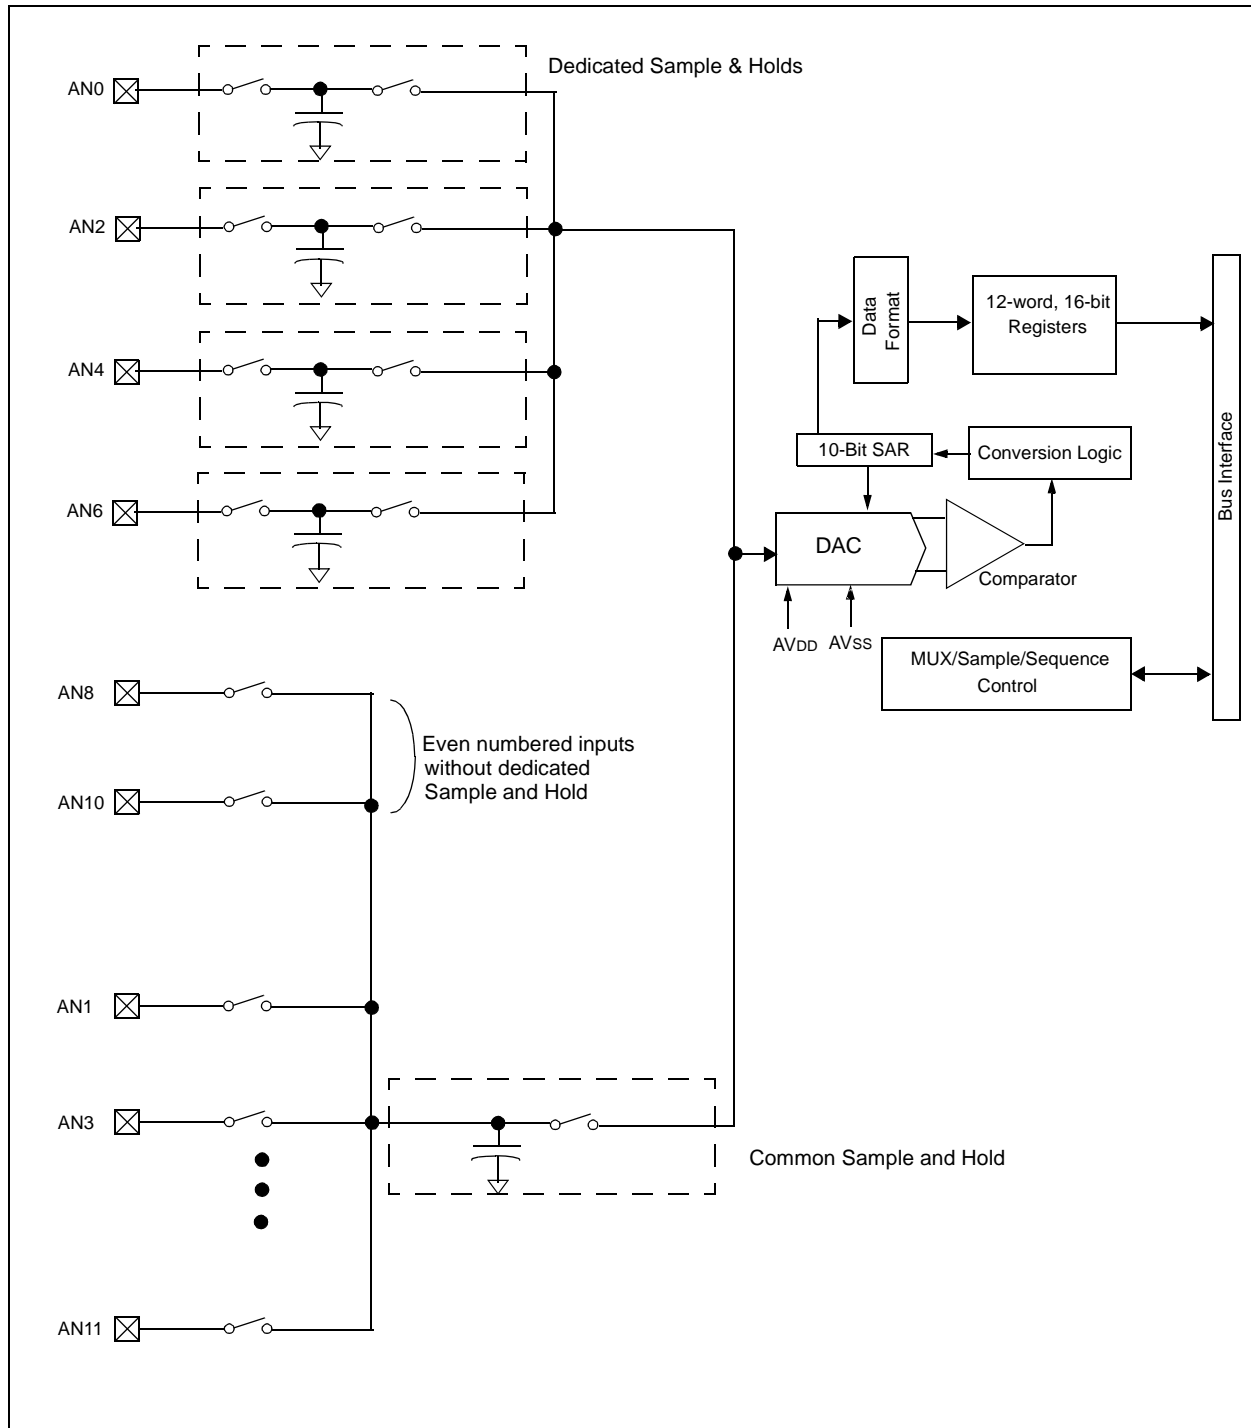 Dedicated Sample & Holds
AN0
AN2
AN4
AN6
Data
Format
12-word, 16-bit
Registers
10-Bit SAR
Conversion Logic
Bus Interface
DAC
Comparator
AVDD
AVSS
MUX/Sample/Sequence
Control
AN8
Even numbered inputs
without dedicated
Sample and Hold
AN10
AN1
AN3
Common Sample and Hold
AN11